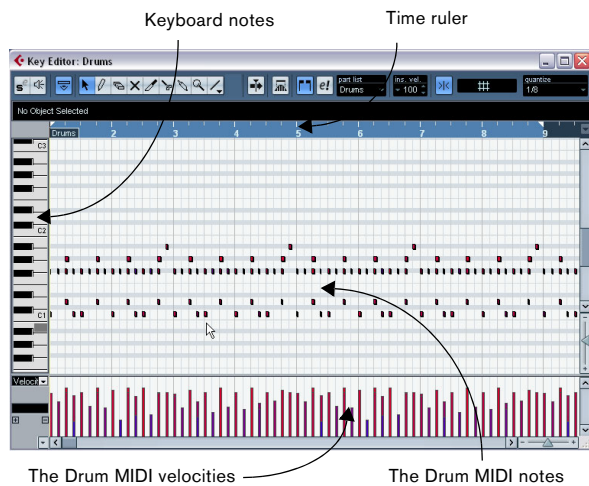 Keyboard notes
Time ruler
Key Editor: Drums
part list
ins. vel.
quantize
Drums
100
1/8
No Object Selected
Drums 2 3 4 5 6 7 8 9
C3
C2
C1
The Drum MIDI velocities
The Drum MIDI notes